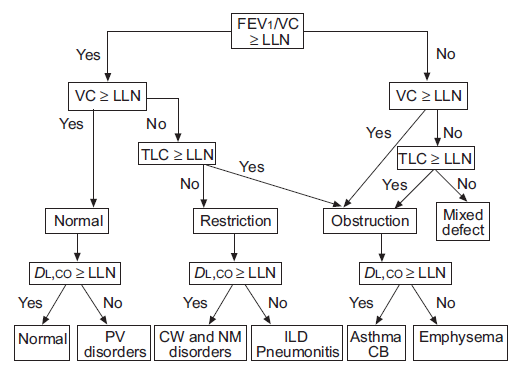 FEV1/VC
≥ LLN
Yes
No
VC ≥ LLN
VC ≥ LLN
Yes
No
Yes
No
TLC ≥ LLN
TLC ≥ LLN
Yes
No
Yes
No
Normal
Restriction
Obstruction
Mixed
defect
DL,CO ≥ LLN
DL,CO ≥ LLN
DL,CO ≥ LLN
Yes
No
Yes
No
Yes
No
Normal
PV
disorders
CW and NM
disorders
ILD
Pneumonitis
Asthma
CB
Emphysema